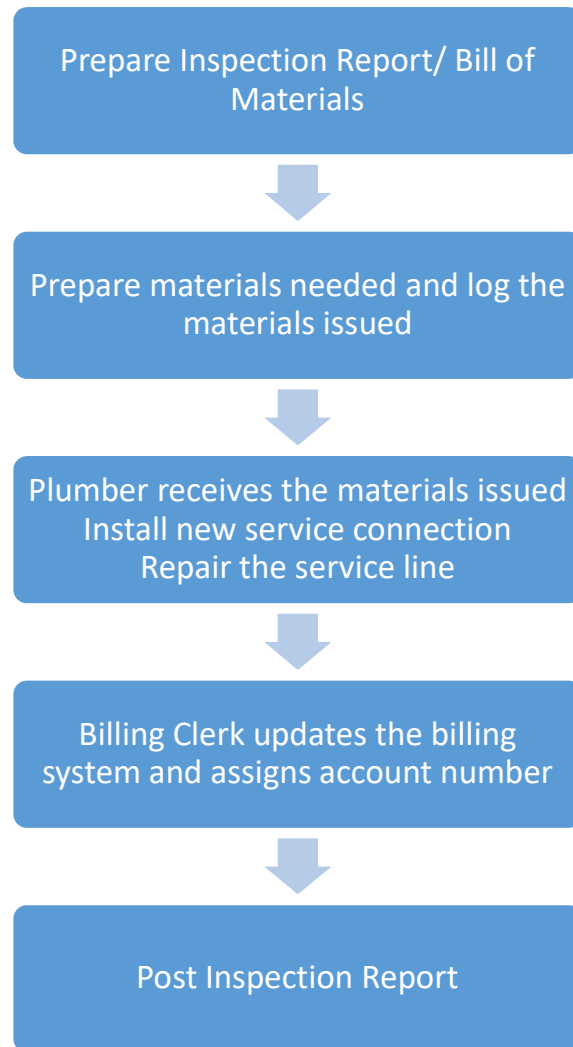 Prepare Inspection Report/ Bill of
Materials
Prepare materials needed and log the
materials issued
Plumber receives the materials issued
Install new service connection
Repair the service line
Billing Clerk updates the billing
system and assigns account number
Post Inspection Report